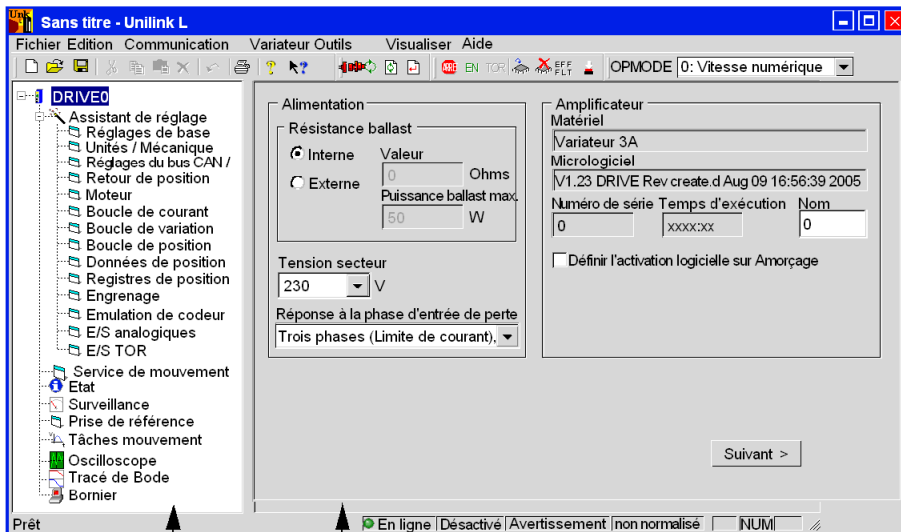 Sans titre - Unilink L
Fichier Edition Communication Variateur Outils Visualiser Aide
ARRE EN TOR EFF FLT OPMODE 0: Vitesse numérique
DRIVE0
Assistant de réglage
Réglages de base
Unités / Mécanique
Réglages du bus CAN /
Retour de position
Moteur
Boucle de courant
Boucle de variation
Boucle de position
Données de position
Registres de position
Engrenage
Emulation de codeur
E/S analogiques
E/S TOR
Service de mouvement
Etat
Surveillance
Prise de référence
Tâches mouvement
Oscilloscope
Tracé de Bode
Bornier
Alimentation
Résistance ballast
Interne
Externe
Valeur
0 Ohms
Puissance ballast max.
50 W
Tension secteur
230 V
Réponse à la phase d'entrée de perte
Trois phases (Limite de courant),
Amplificateur
Matériel
Variateur 3A
Micrologiciel
V1.23 DRIVE Rev create.d Aug 09 16:56:39 2005
Numéro de série Temps d'exécution Nom
0 xxxx:xx 0
Définir l'activation logicielle sur Amorçage
Suivant >
Prêt En ligne Désactivé Avertissement non normalisé NUM